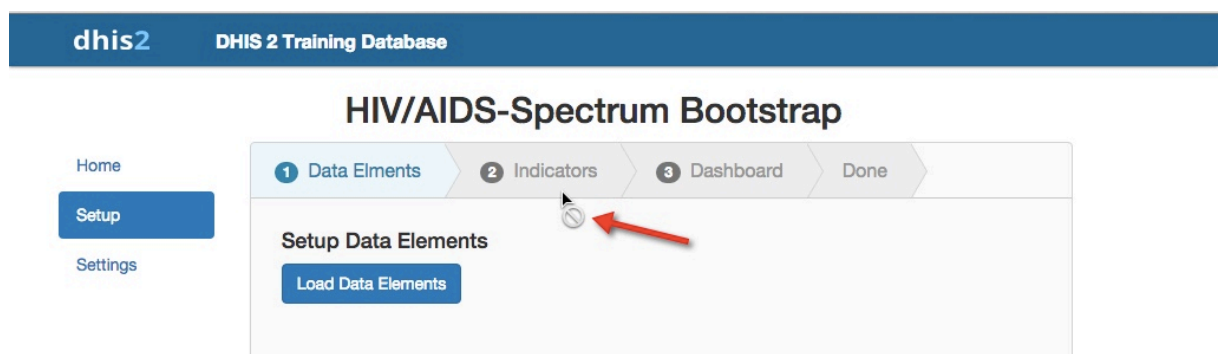 dhis2 DHIS 2 Training Database
HIV/AIDS-Spectrum Bootstrap
Home
Setup
Settings
1 Data Elments 2 Indicators 3 Dashboard Done
Setup Data Elements
Load Data Elements